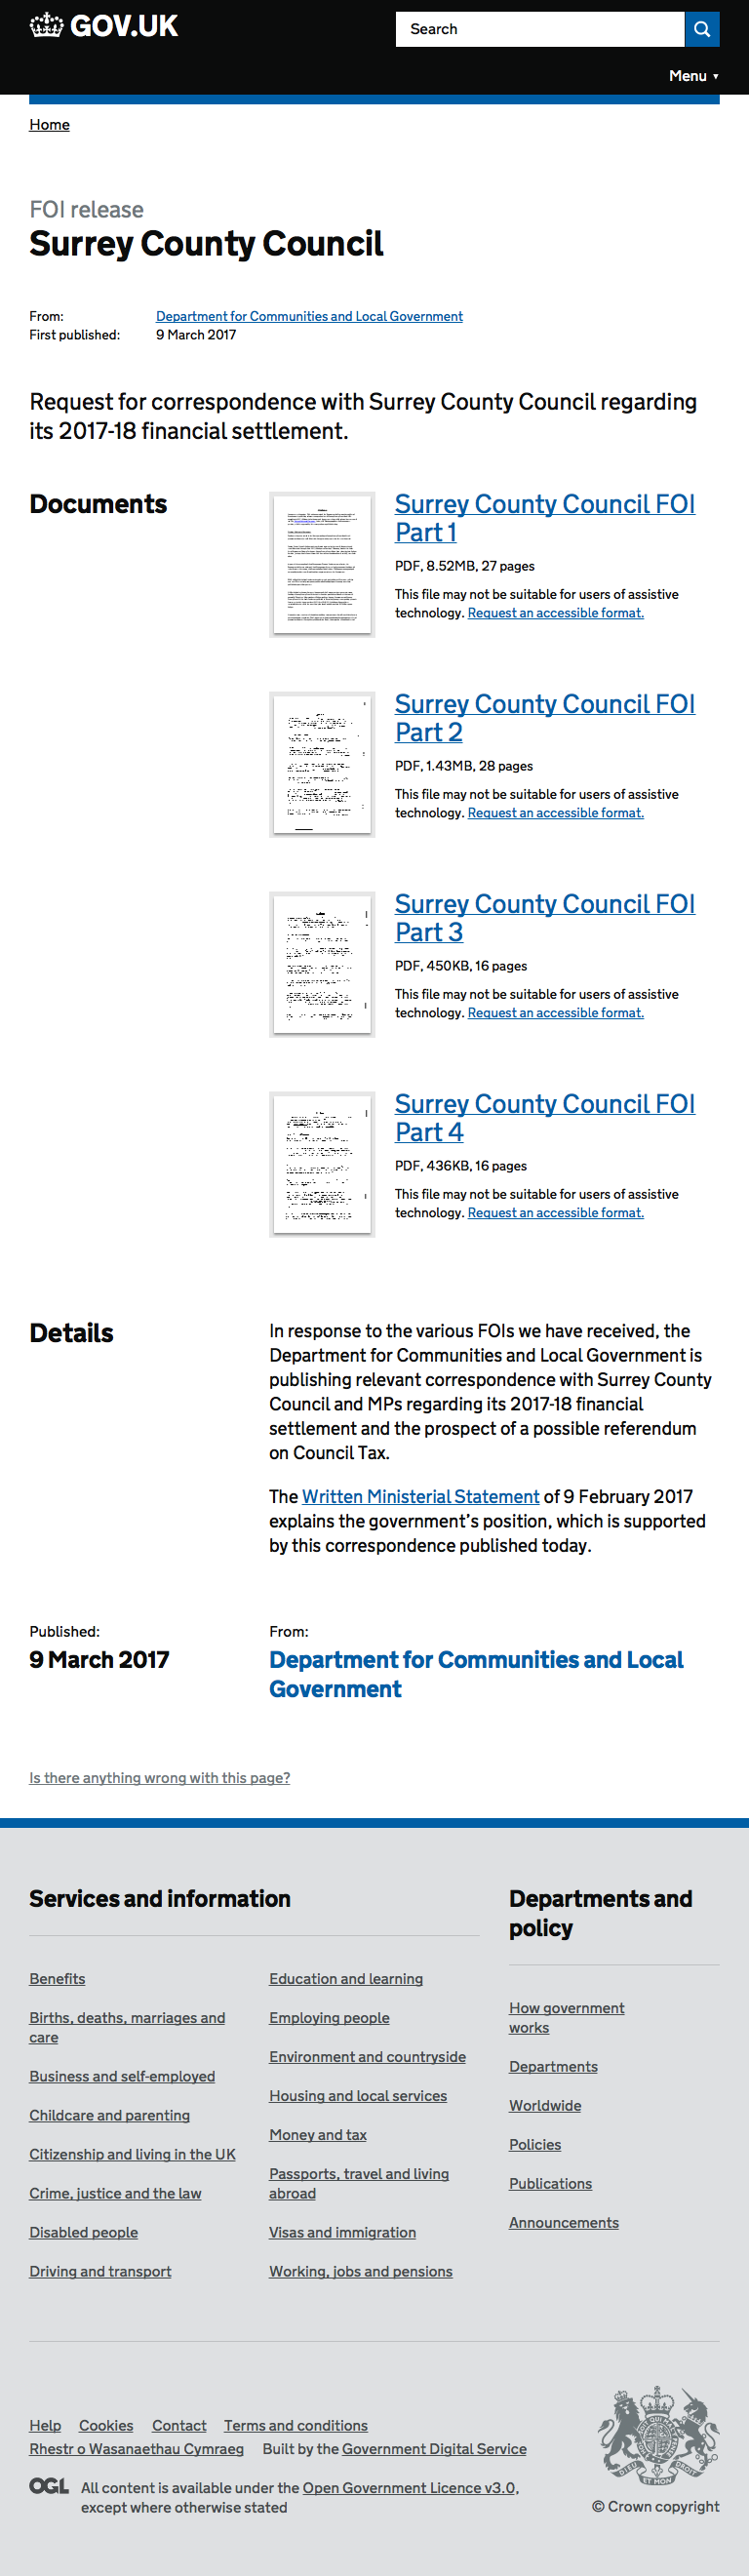 GOV.UK
Search
Menu ▼
Home
FOI release
Surrey County Council
From: Department for Communities and Local Government
First published: 9 March 2017
Request for correspondence with Surrey County Council regarding
its 2017-18 financial settlement.
Documents
Surrey County Council FOI
Part 1
PDF, 8.52MB, 27 pages
This file may not be suitable for users of assistive
technology. Request an accessible format.
Surrey County Council FOI
Part 2
PDF, 1.43MB, 28 pages
This file may not be suitable for users of assistive
technology. Request an accessible format.
Surrey County Council FOI
Part 3
PDF, 450KB, 16 pages
This file may not be suitable for users of assistive
technology. Request an accessible format.
Surrey County Council FOI
Part 4
PDF, 436KB, 16 pages
This file may not be suitable for users of assistive
technology. Request an accessible format.
Details
In response to the various FOIs we have received, the
Department for Communities and Local Government is
publishing relevant correspondence with Surrey County
Council and MPs regarding its 2017-18 financial
settlement and the prospect of a possible referendum
on Council Tax.
The Written Ministerial Statement of 9 February 2017
explains the government’s position, which is supported
by this correspondence published today.
Published:
9 March 2017
From:
Department for Communities and Local
Government
Is there anything wrong with this page?
Services and information
Benefits
Births, deaths, marriages and
care
Business and self-employed
Childcare and parenting
Citizenship and living in the UK
Crime, justice and the law
Disabled people
Driving and transport
Education and learning
Employing people
Environment and countryside
Housing and local services
Money and tax
Passports, travel and living
abroad
Visas and immigration
Working, jobs and pensions
Departments and
policy
How government
works
Departments
Worldwide
Policies
Publications
Announcements
Help Cookies Contact Terms and conditions
Rhestr o Wasanaethau Cymraeg Built by the Government Digital Service
OGL All content is available under the Open Government Licence v3.0,
except where otherwise stated
DIEU ET MON DROIT
© Crown copyright